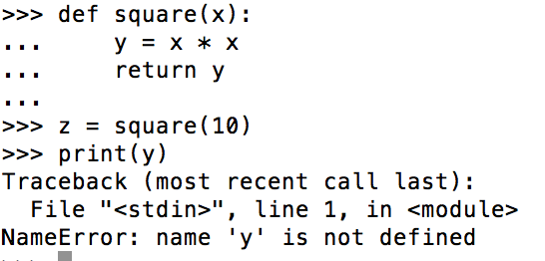 >>> def square(x):
...     y = x * x
...     return y
...
>>> z = square(10)
>>> print(y)
Traceback (most recent call last):
  File "<stdin>", line 1, in <module>
NameError: name 'y' is not defined
>>>